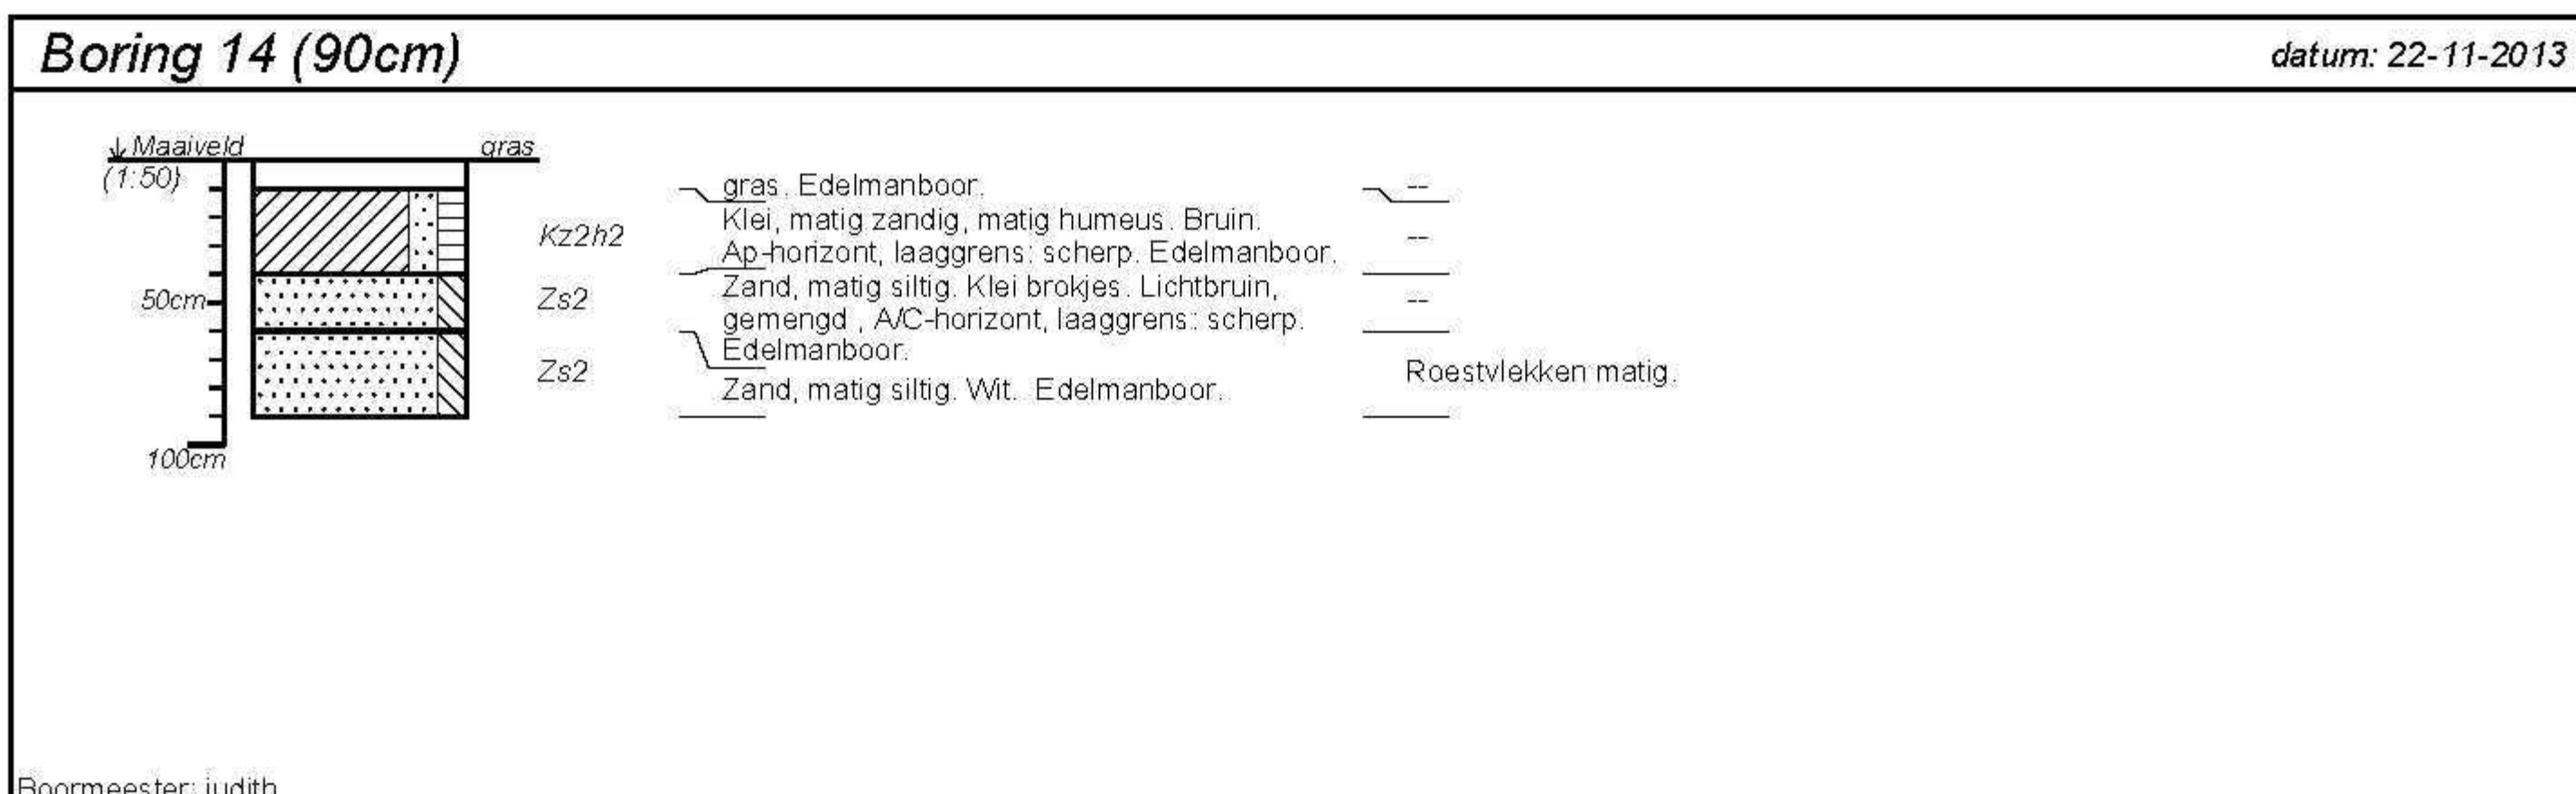 Boring 14 (90cm)
datum: 22-11-2013
↓ Maaiveld
gras
(1:50)
gras. Edelmanboor.
--
Kz2h2
Klei, matig zandig, matig humeus. Bruin.
Ap-horizont, laaggrens: scherp. Edelmanboor.
--
50cm
Zs2
Zand, matig siltig. Klei brokjes. Lichtbruin,
gemengd , A/C-horizont, laaggrens: scherp.
Edelmanboor.
--
Zs2
Zand, matig siltig. Wit. Edelmanboor.
Roestvlekken matig.
100cm
Boormeester: judith